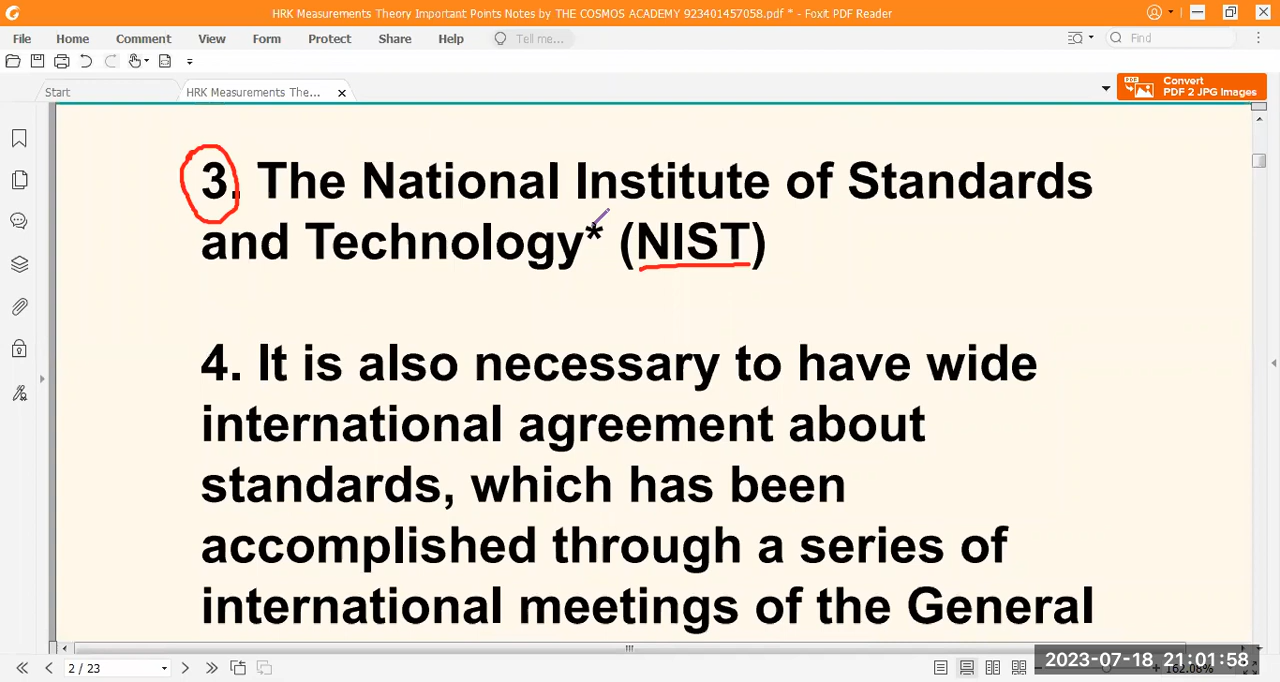 HRK Measurements Theory Important Points Notes by THE COSMOS ACADEMY 923401457058.pdf * - Foxit PDF Reader
File Home Comment View Form Protect Share Help Tell me... Find
Start HRK Measurements The... Convert
PDF 2 JPG Images
3. The National Institute of Standards
and Technology* (NIST)
4. It is also necessary to have wide
international agreement about
standards, which has been
accomplished through a series of
international meetings of the General
2 / 23
2023-07-18 21:01:58
162.08%